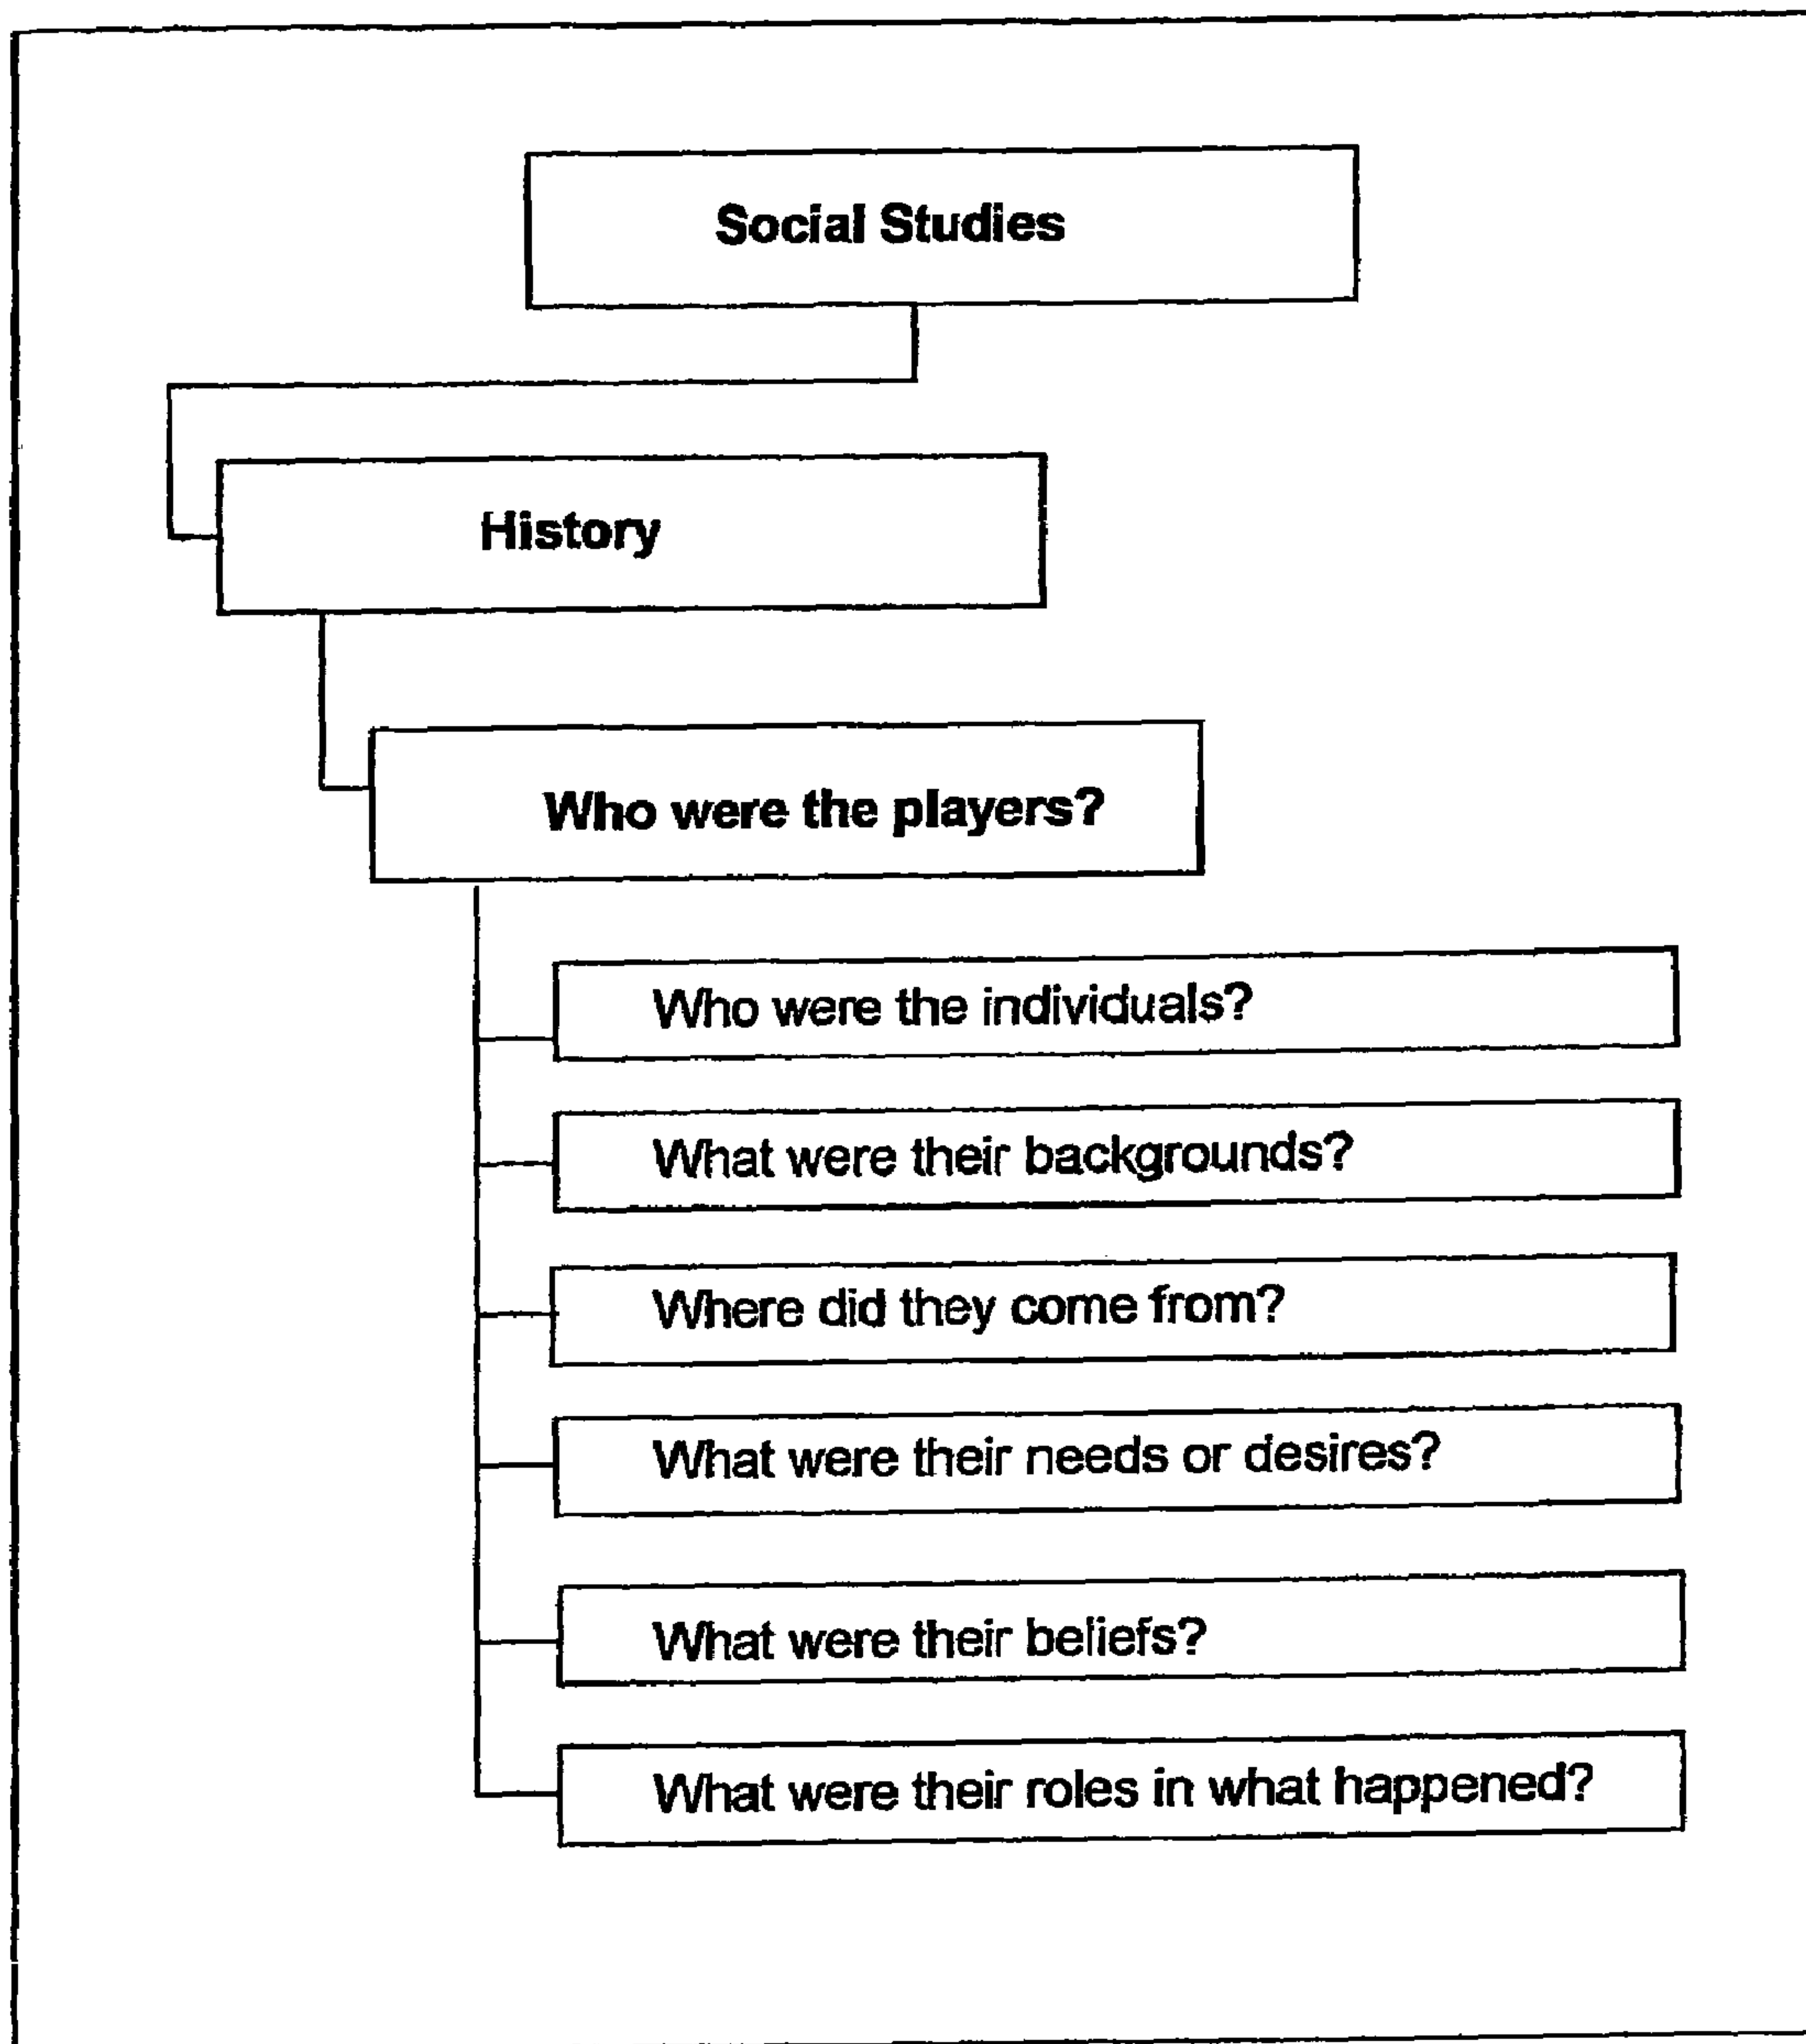 Social Studies
History
Who were the players?
Who were the individuals?
What were their backgrounds?
Where did they come from?
What were their needs or desires?
What were their beliefs?
What were their roles in what happened?